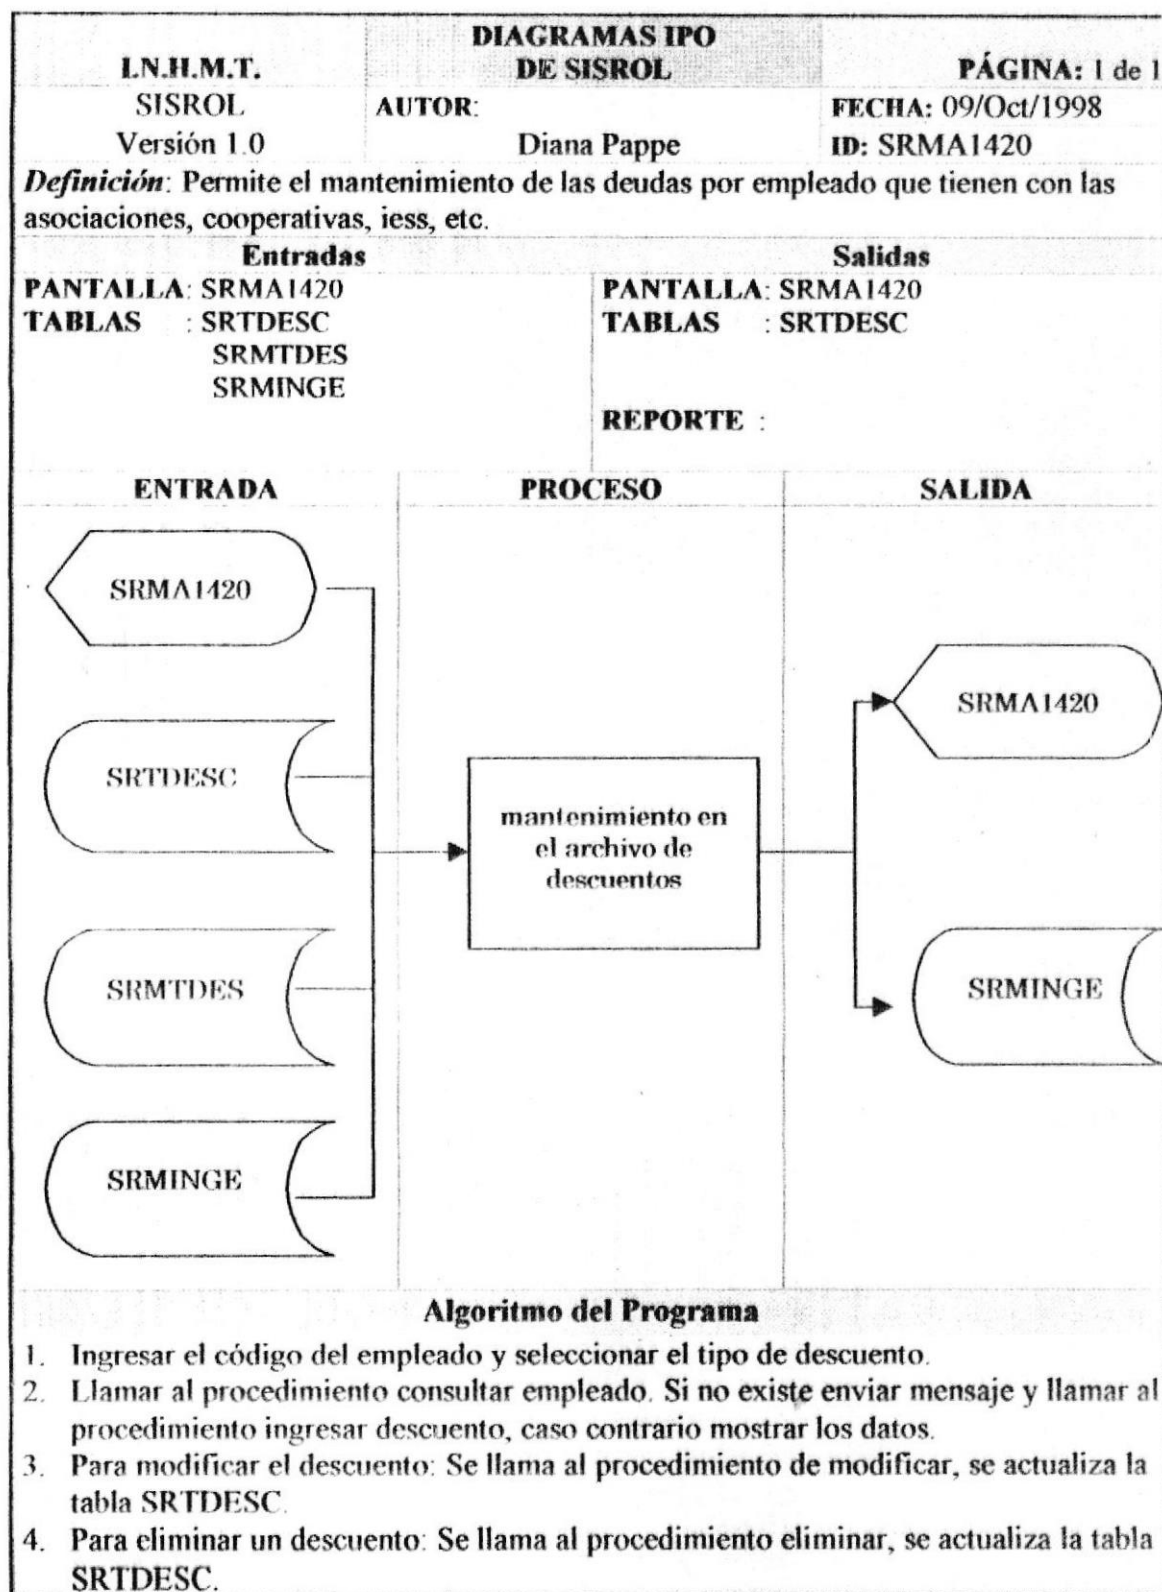 DIAGRAMAS IPO
I.N.H.M.T. DE SISROL PÁGINA: 1 de 1
SISROL AUTOR: FECHA: 09/Oct/1998
Versión 1.0 Diana Pappe ID: SRMA1420
Definición: Permite el mantenimiento de las deudas por empleado que tienen con las
asociaciones, cooperativas, iess, etc.
Entradas Salidas
PANTALLA: SRMA1420 PANTALLA: SRMA1420
TABLAS : SRTDESC TABLAS : SRTDESC
SRMTDES
SRMINGE
REPORTE :
ENTRADA PROCESO SALIDA
SRMA1420
SRMA1420
SRTDESC
mantenimiento en
el archivo de
descuentos
SRMTDES SRMINGE
SRMINGE
Algoritmo del Programa
1. Ingresar el código del empleado y seleccionar el tipo de descuento.
2. Llamar al procedimiento consultar empleado. Si no existe enviar mensaje y llamar al
procedimiento ingresar descuento, caso contrario mostrar los datos.
3. Para modificar el descuento: Se llama al procedimiento de modificar, se actualiza la
tabla SRTDESC.
4. Para eliminar un descuento: Se llama al procedimiento eliminar, se actualiza la tabla
SRTDESC.